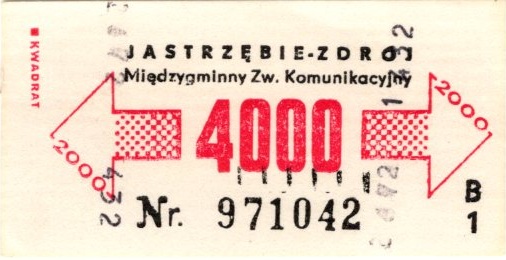 KWADRAT
JASTRZĘBIE-ZDRÓJ
Międzygminny Zw. Komunikacyjny
2000 4000 2000
B
Nr. 971042
1